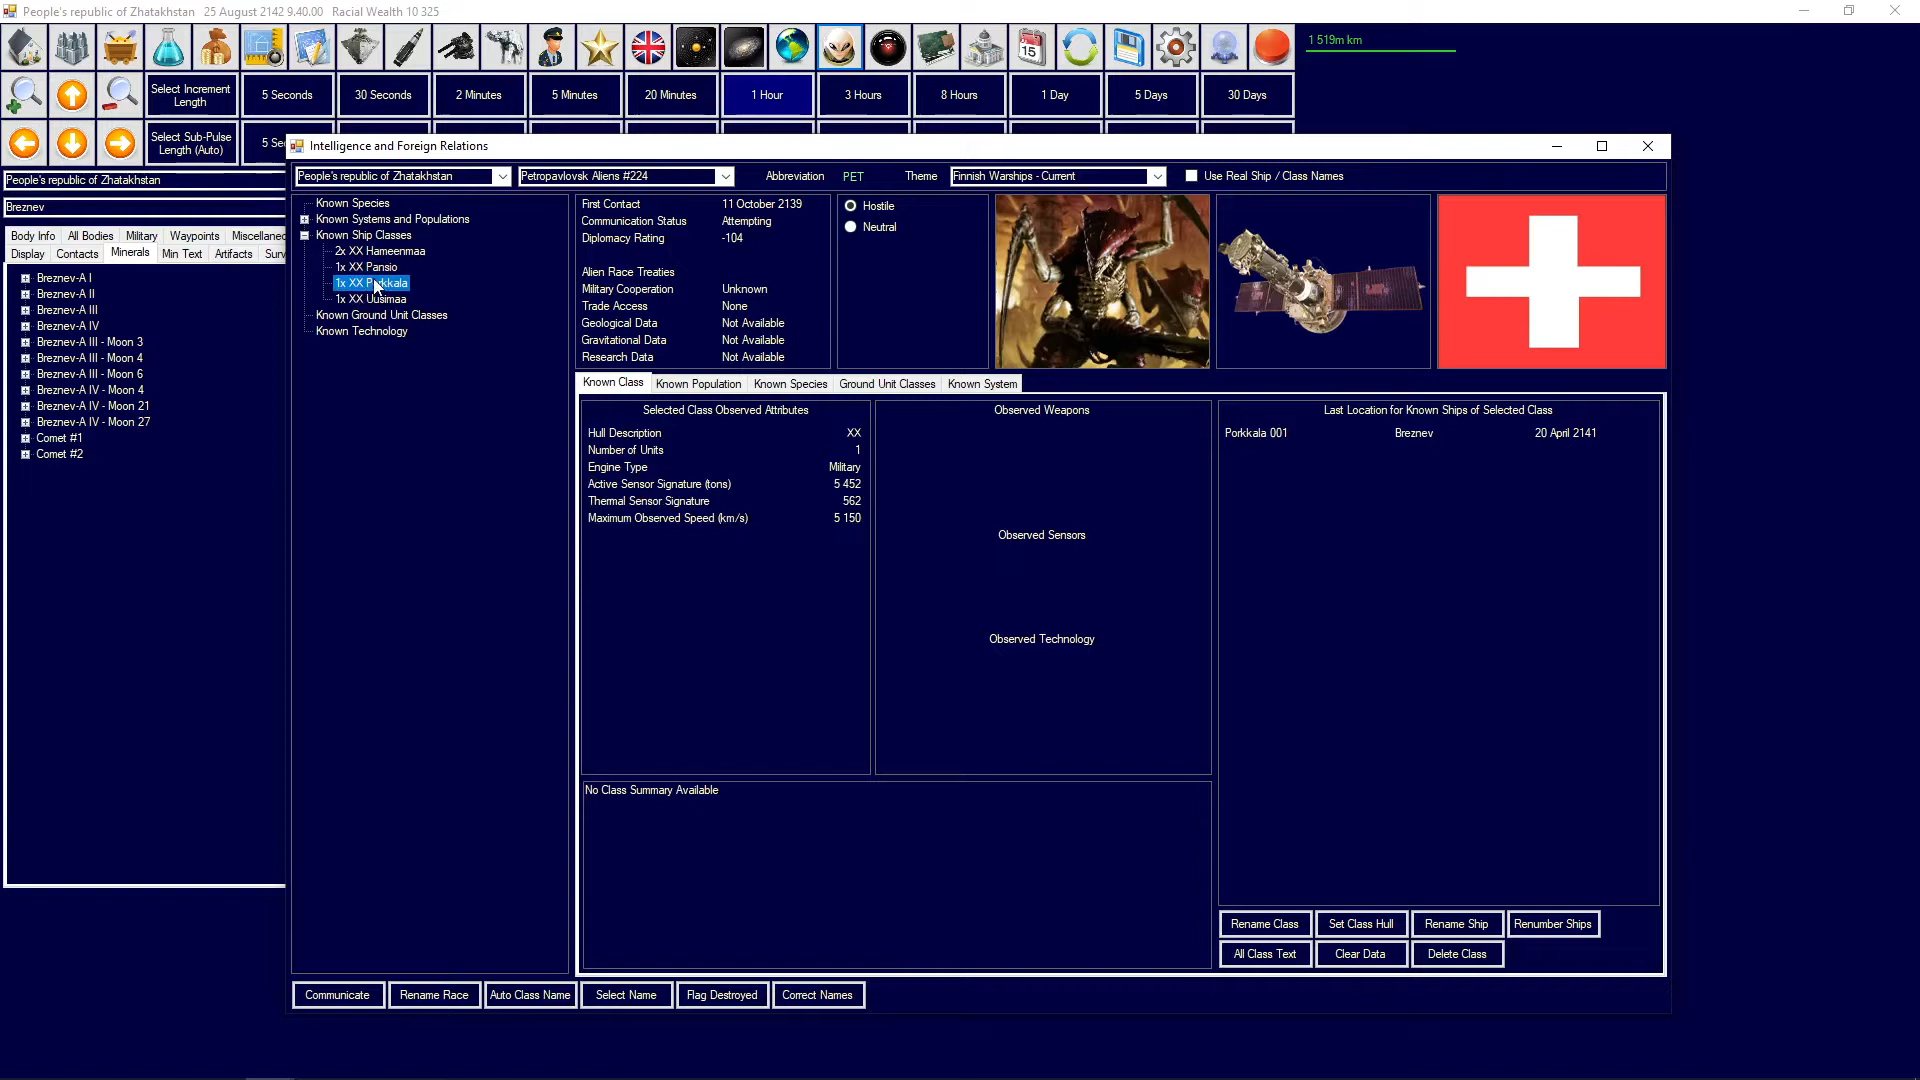 People's republic of Zhatakhstan   25 August 2142 9.40.00   Racial Wealth 10 325
1 519m km
Select Increment Length
5 Seconds
30 Seconds
2 Minutes
5 Minutes
20 Minutes
1 Hour
3 Hours
8 Hours
1 Day
5 Days
30 Days
Select Sub-Pulse Length (Auto)
5 Sec
People's republic of Zhatakhstan
Breznev
Body Info
All Bodies
Military
Waypoints
Miscellaneo
Display
Contacts
Minerals
Min Text
Artifacts
Surv
Breznev-A I
Breznev-A II
Breznev-A III
Breznev-A IV
Breznev-A III - Moon 3
Breznev-A III - Moon 4
Breznev-A III - Moon 6
Breznev-A IV - Moon 4
Breznev-A IV - Moon 21
Breznev-A IV - Moon 27
Comet #1
Comet #2
Intelligence and Foreign Relations
People's republic of Zhatakhstan
Petropavlovsk Aliens #224
Abbreviation
PET
Theme
Finnish Warships - Current
Use Real Ship / Class Names
Known Species
Known Systems and Populations
Known Ship Classes
2x XX Hameenmaa
1x XX Pansio
1x XX Porkkala
1x XX Uusimaa
Known Ground Unit Classes
Known Technology
First Contact 11 October 2139
Communication Status Attempting
Diplomacy Rating -104
Alien Race Treaties
Military Cooperation Unknown
Trade Access None
Geological Data Not Available
Gravitational Data Not Available
Research Data Not Available
Hostile
Neutral
Known Class
Known Population
Known Species
Ground Unit Classes
Known System
Selected Class Observed Attributes
Hull Description XX
Number of Units 1
Engine Type Military
Active Sensor Signature (tons) 5 452
Thermal Sensor Signature 562
Maximum Observed Speed (km/s) 5 150
Observed Weapons
Observed Sensors
Observed Technology
Last Location for Known Ships of Selected Class
Porkkala 001 Breznev 20 April 2141
No Class Summary Available
Rename Class
Set Class Hull
Rename Ship
Renumber Ships
All Class Text
Clear Data
Delete Class
Communicate
Rename Race
Auto Class Name
Select Name
Flag Destroyed
Correct Names